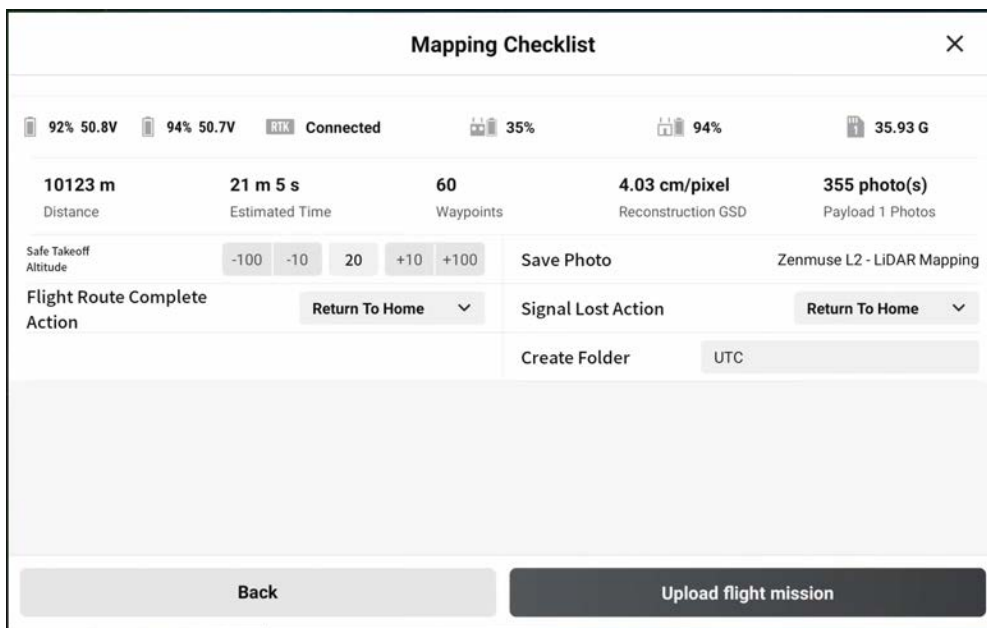 Mapping Checklist
92% 50.8V 94% 50.7V RTK Connected 35% 94% 1 35.93 G
10123 m 21 m 5 s 60 4.03 cm/pixel 355 photo(s)
Distance Estimated Time Waypoints Reconstruction GSD Payload 1 Photos
Safe Takeoff
Altitude
-100 -10 20 +10 +100
Save Photo Zenmuse L2 - LiDAR Mapping
Flight Route Complete
Action
Return To Home
Signal Lost Action Return To Home
Create Folder UTC
Back Upload flight mission